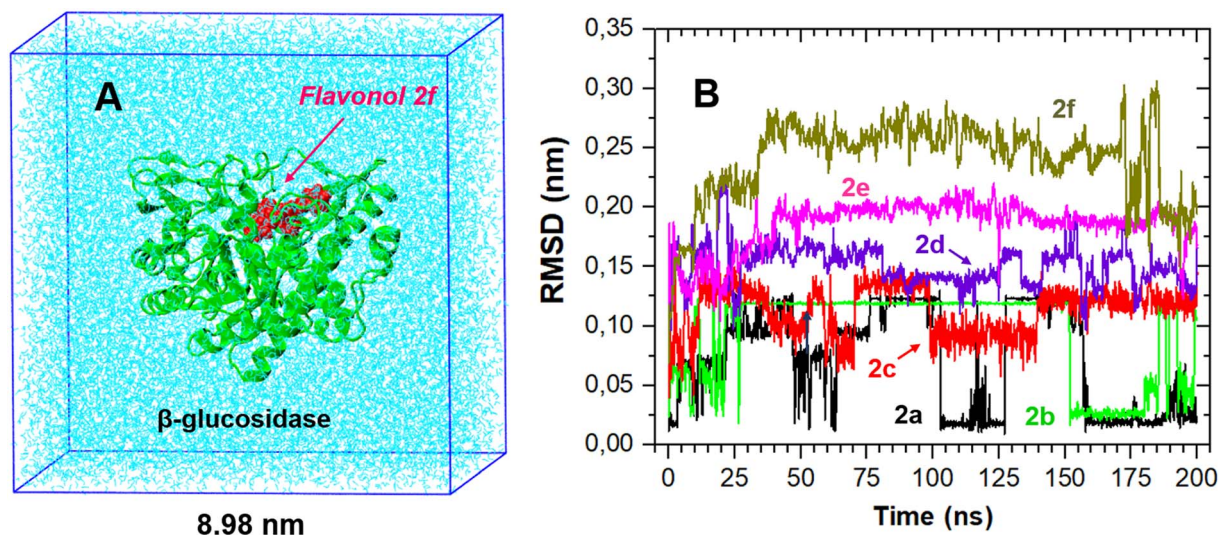 A
Flavonol 2f
β-glucosidase
8.98 nm
B
RMSD (nm)
0,35
0,30
0,25
0,20
0,15
0,10
0,05
0,00
2f
2e
2d
2c
2a
2b
0 25 50 75 100 125 150 175 200
Time (ns)